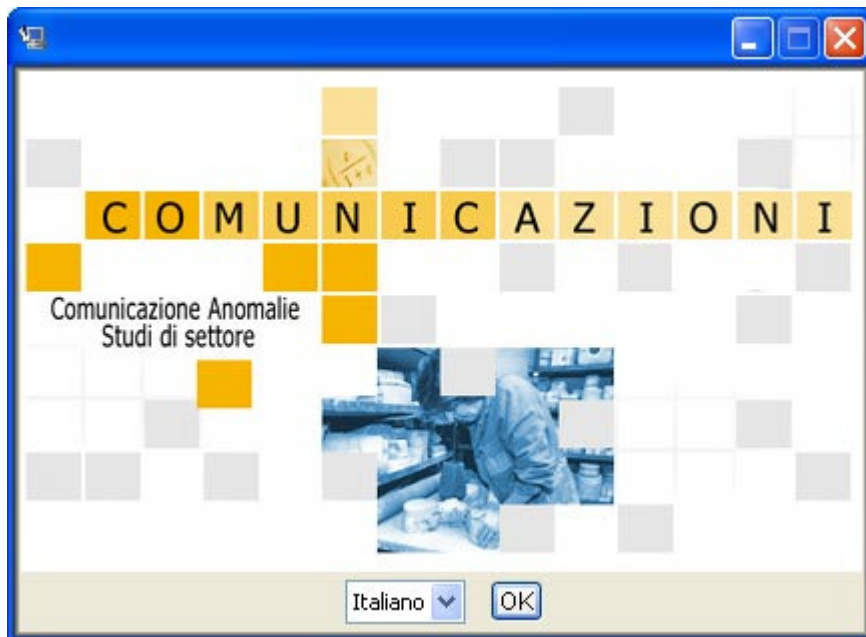 COMUNICAZIONI
Comunicazione Anomalie
Studi di settore
Italiano
OK